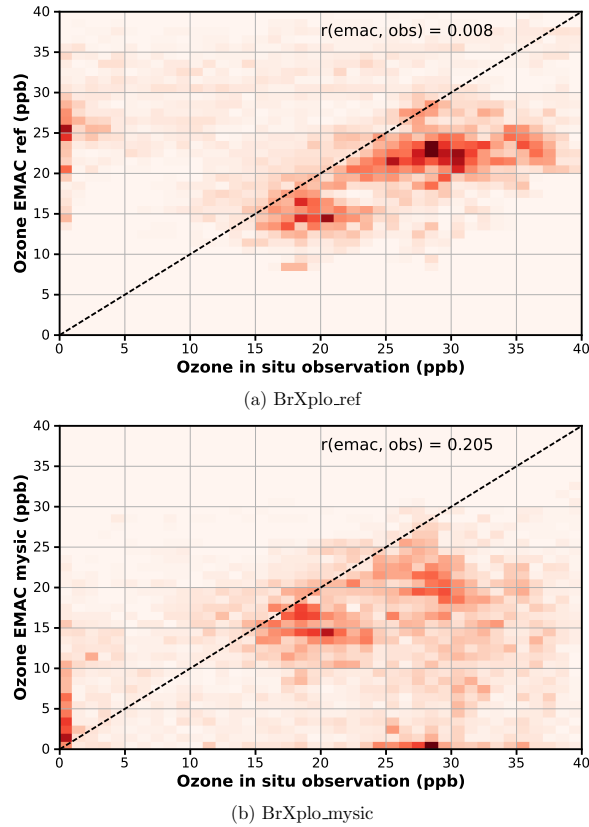 40
35
30
25
20
15
10
5
0
Ozone EMAC ref (ppb)
r(emac, obs) = 0.008
0 5 10 15 20 25 30 35 40
Ozone in situ observation (ppb)
(a) BrXplo_ref
40
35
30
25
20
15
10
5
0
Ozone EMAC mysic (ppb)
r(emac, obs) = 0.205
0 5 10 15 20 25 30 35 40
Ozone in situ observation (ppb)
(b) BrXplo_mysic